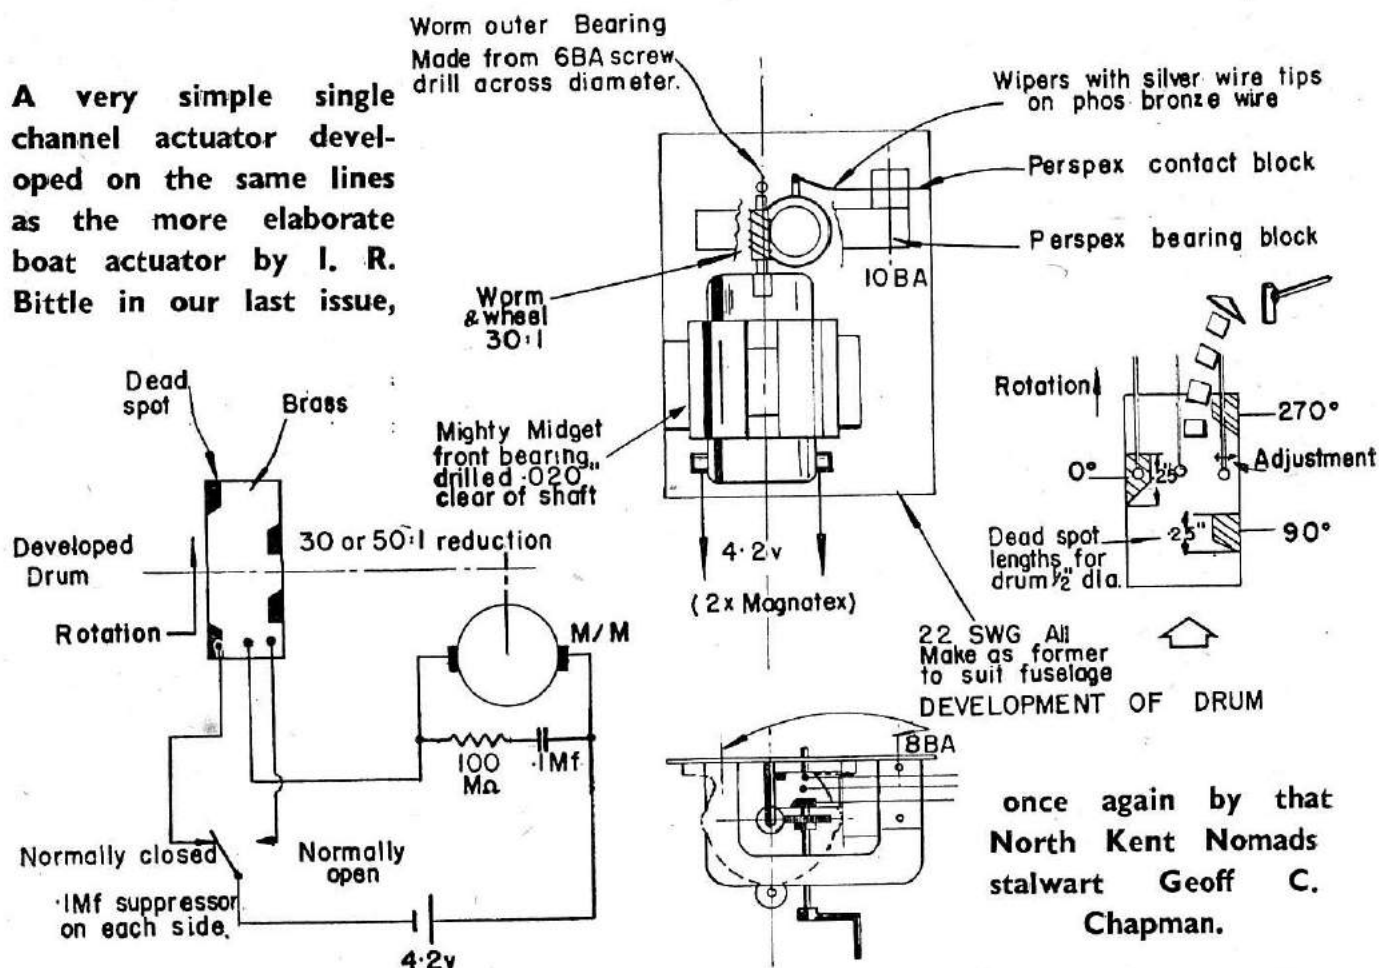 A very simple single
channel actuator devel-
oped on the same lines
as the more elaborate
boat actuator by I. R.
Bittle in our last issue,
Worm outer Bearing
Made from 6BA screw
drill across diameter.
Wipers with silver wire tips
on phos bronze wire
Perspex contact block
Perspex bearing block
10BA
Worm
& wheel
30:1
Mighty Midget
front bearing
drilled .020"
clear of shaft
4·2v
(2x Magnatex)
22 SWG All
Make as former
to suit fuselage
Rotation
270°
Adjustment
0°
·25"
·25"
90°
Dead spot
lengths for
drum ½" dia.
DEVELOPMENT OF DRUM
Dead
spot
Brass
Developed
Drum
30 or 50:1 reduction
Rotation
M/M
100
MΩ
·1Mf
Normally closed
Normally
open
·1Mf suppressor
on each side.
4·2v
8BA
once again by that
North Kent Nomads
stalwart Geoff C.
Chapman.